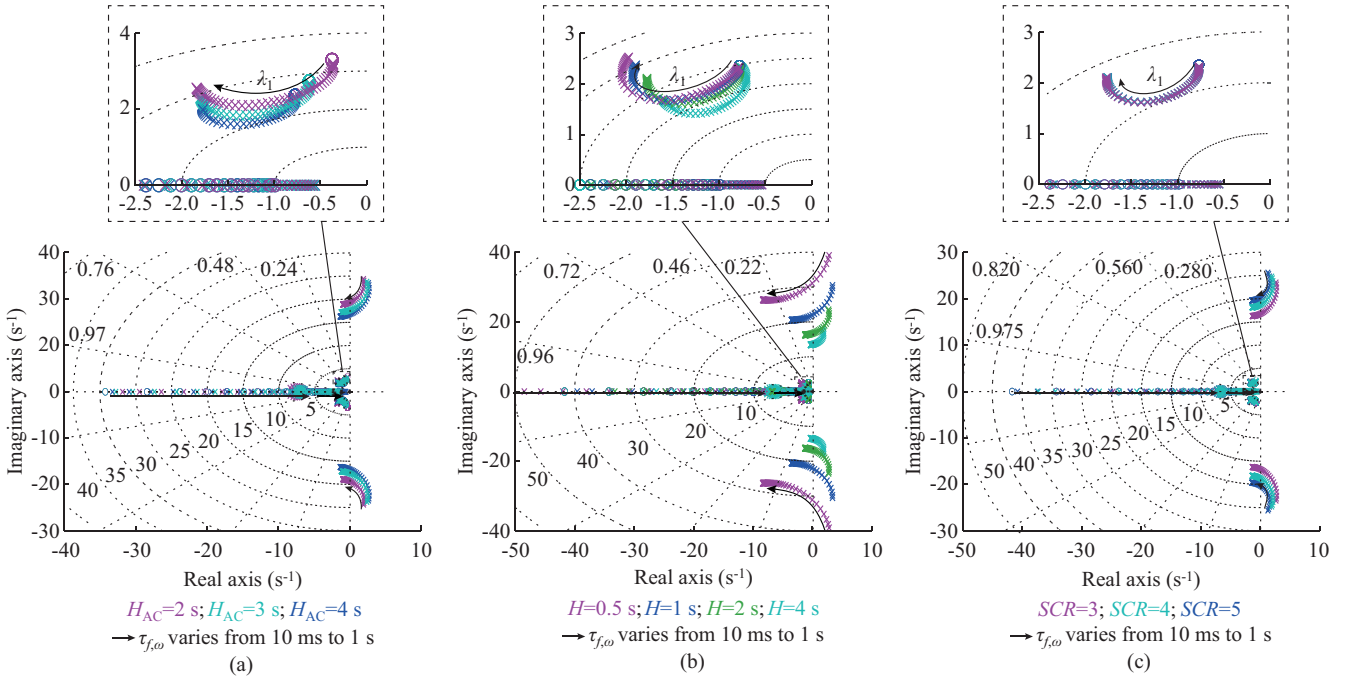 4
2
0
-2.5 -2.0 -1.5 -1.0 -0.5 0
λ1
40
30
20
0
-10
-20
-30
Imaginary axis (s-1)
0.76 0.48 0.24
0.97
5
10
15
20
25
30
35
40
-40 -30 -20 -10 0 10
Real axis (s-1)
HAC=2 s; HAC=3 s; HAC=4 s
τf,ω varies from 10 ms to 1 s
(a)
3
2
1
0
-2.5 -2.0 -1.5 -1.0 -0.5 0
λ1
40
20
0
-20
-40
Imaginary axis (s-1)
0.72 0.46 0.22
0.96
10
20
30
40
50
-50 -40 -30 -20 -10 0 10
Real axis (s-1)
H=0.5 s; H=1 s; H=2 s; H=4 s
τf,ω varies from 10 ms to 1 s
(b)
3
2
1
0
-2.5 -2.0 -1.5 -1.0 -0.5 0
λ1
30
20
10
0
-10
-20
-30
Imaginary axis (s-1)
0.820 0.560 0.280
0.975
5
10
15
20
25
30
35
40
50
-50 -40 -30 -20 -10 0 10
Real axis (s-1)
SCR=3; SCR=4; SCR=5
τf,ω varies from 10 ms to 1 s
(c)